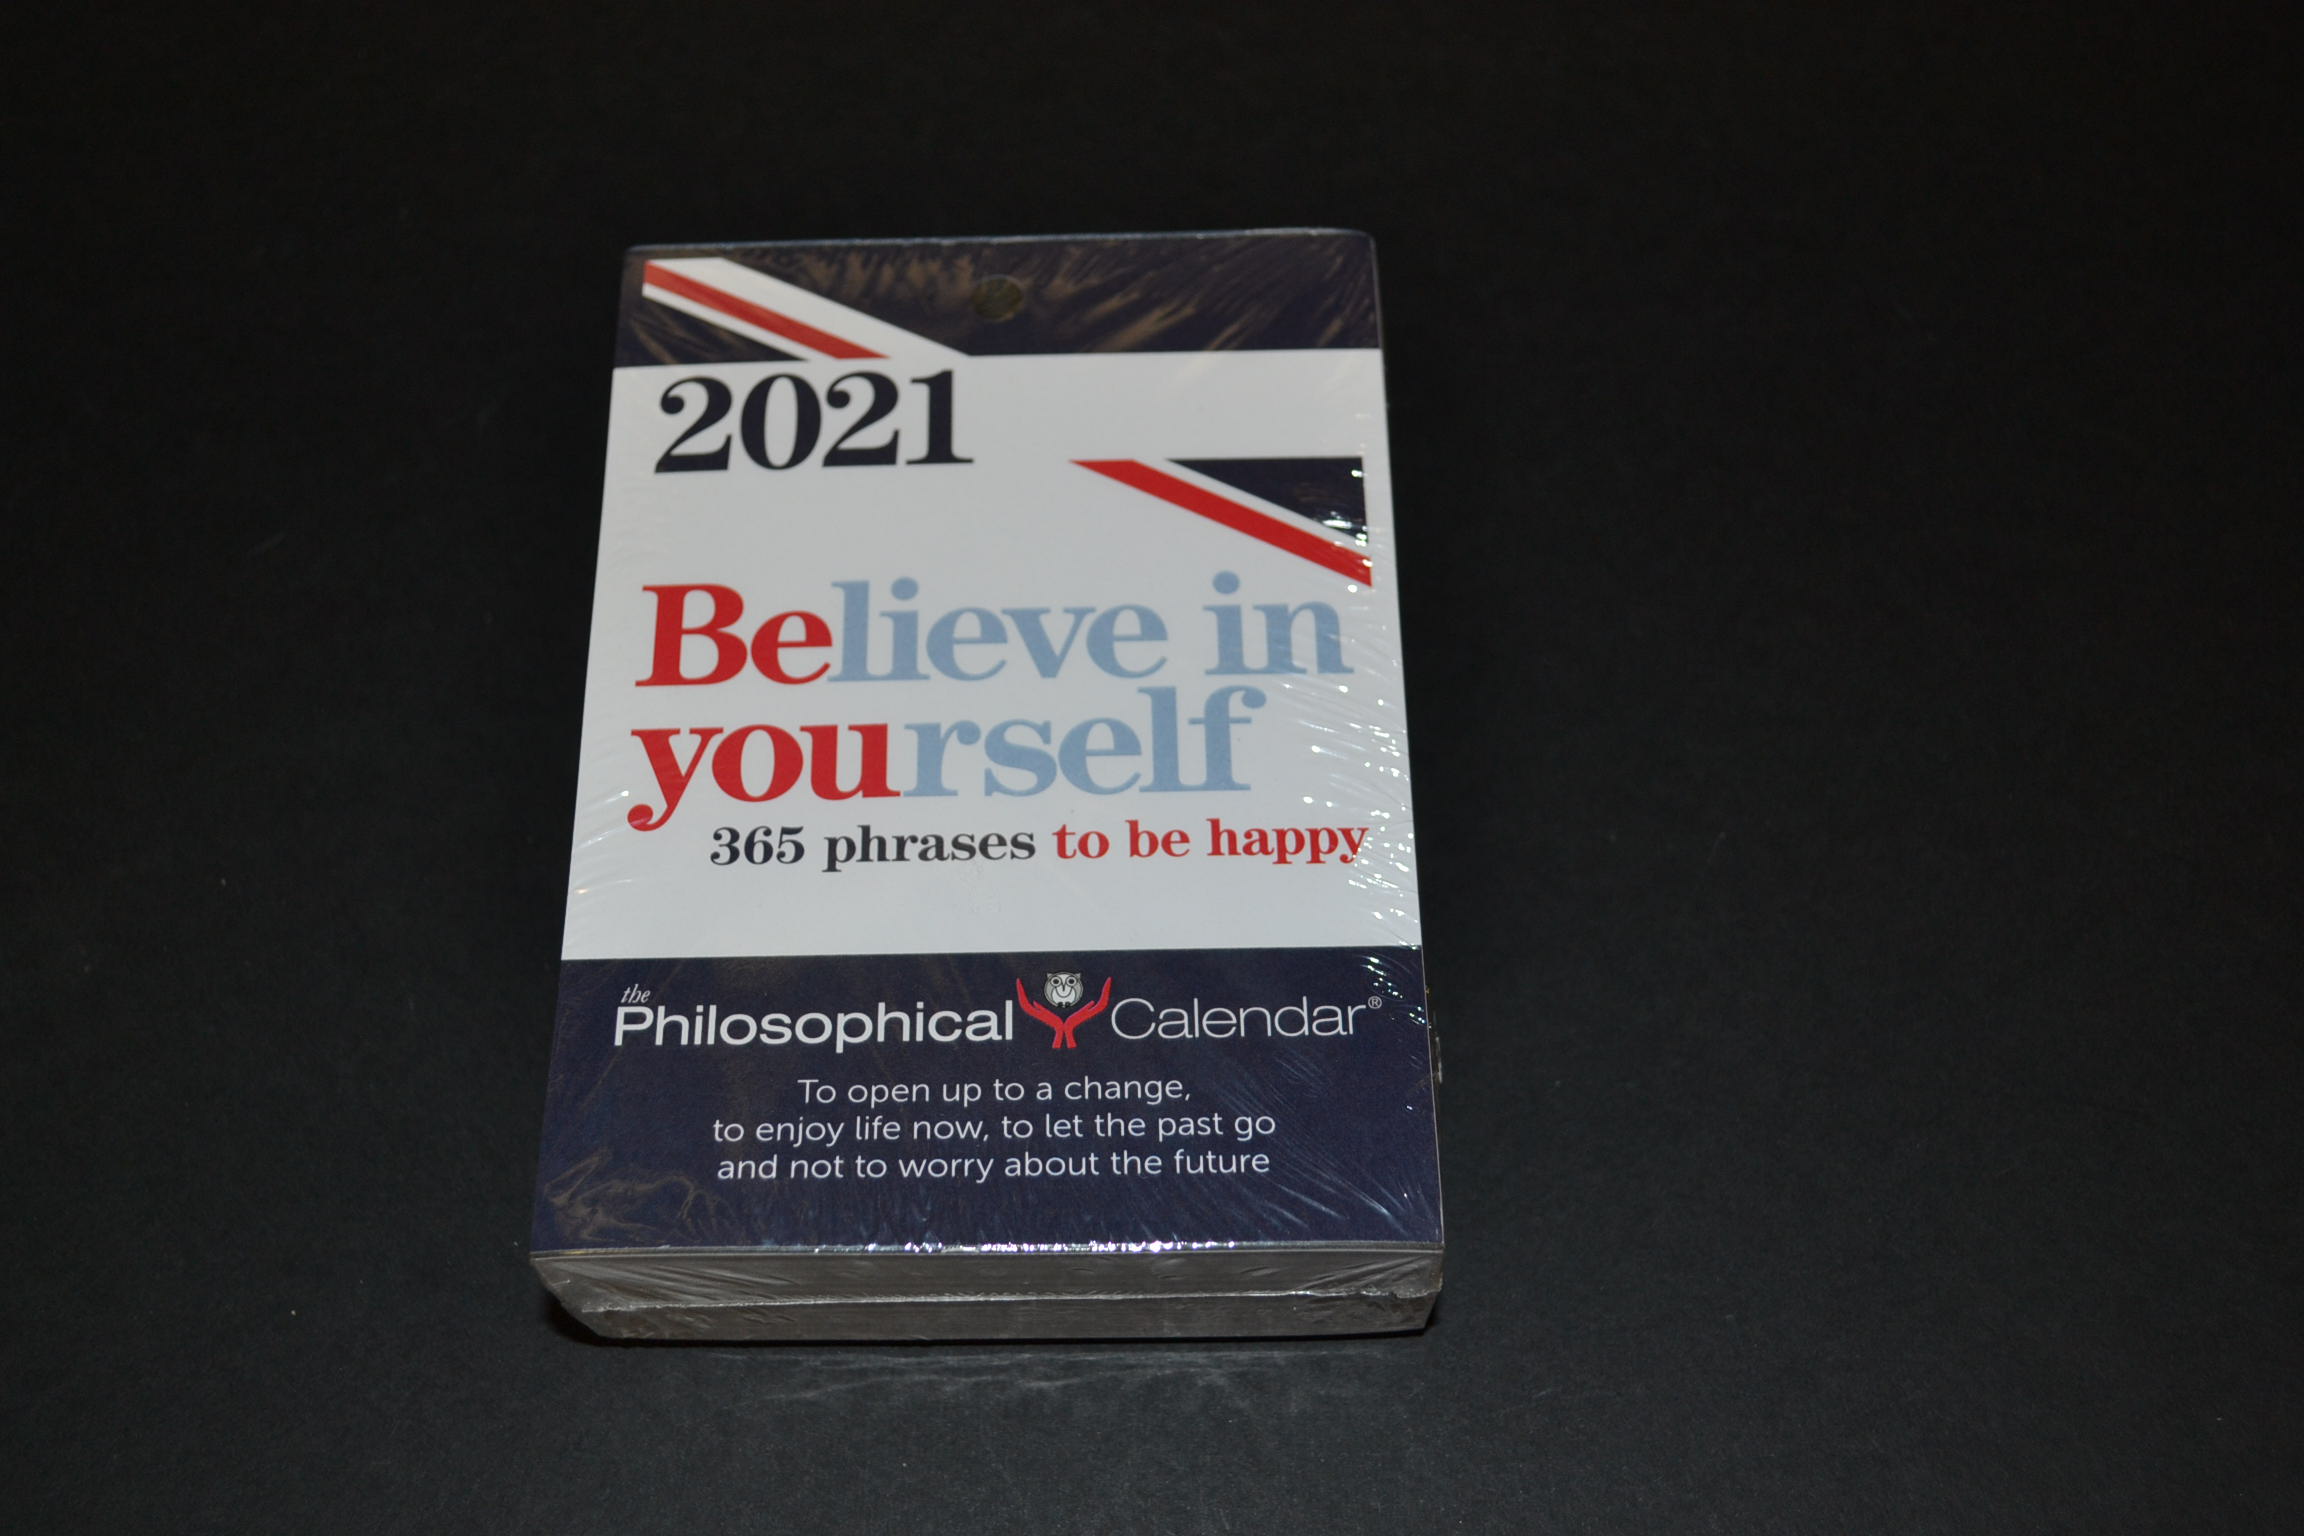 2021
Believe in
yourself
365 phrases to be happy
the
Philosophical Calendar®
To open up to a change,
to enjoy life now, to let the past go
and not to worry about the future